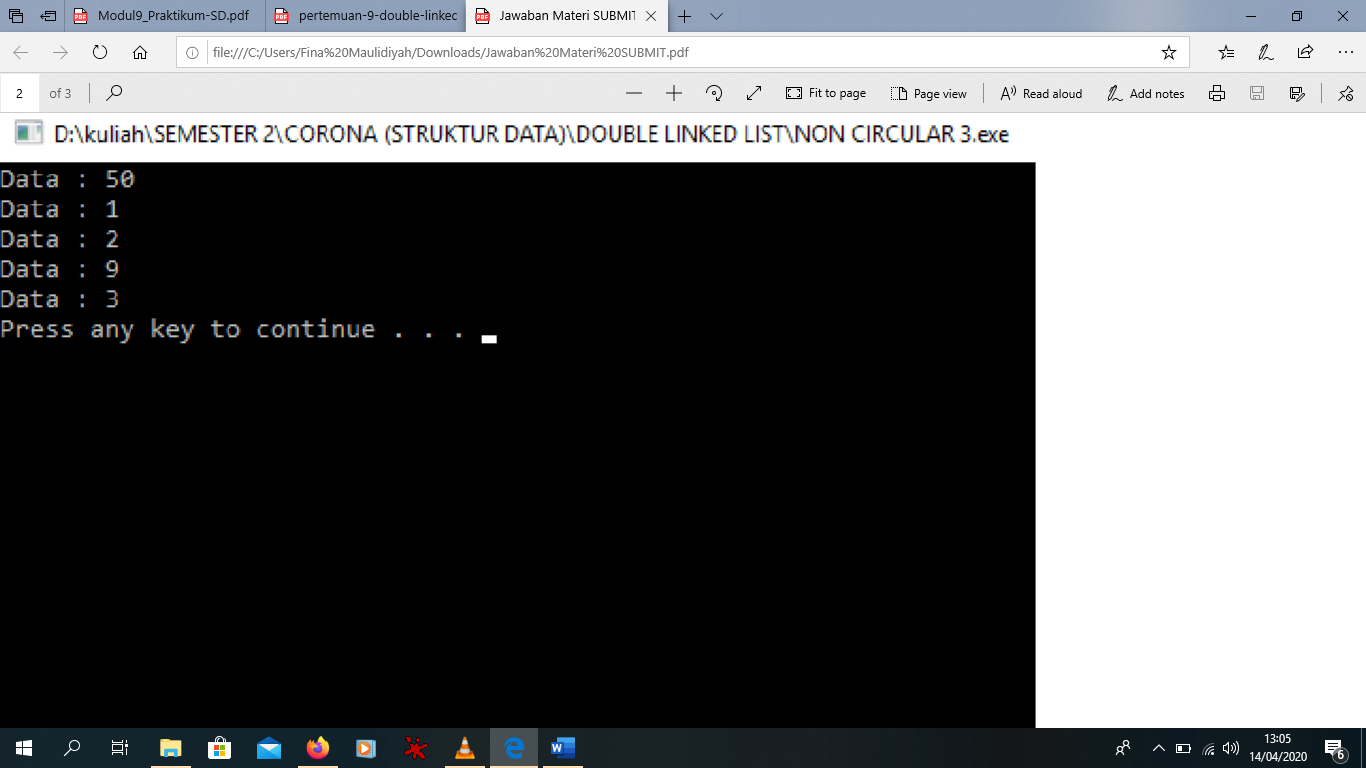 Modul9_Praktikum-SD.pdf
pertemuan-9-double-linkec
Jawaban Materi SUBMIT
file:///C:/Users/Fina%20Maulidiyah/Downloads/Jawaban%20Materi%20SUBMIT.pdf
2 of 3
Fit to page
Page view
Read aloud
Add notes
D:\kuliah\SEMESTER 2\CORONA (STRUKTUR DATA)\DOUBLE LINKED LIST\NON CIRCULAR 3.exe
Data : 50
Data : 1
Data : 2
Data : 9
Data : 3
Press any key to continue . . .
13:05
14/04/2020
6